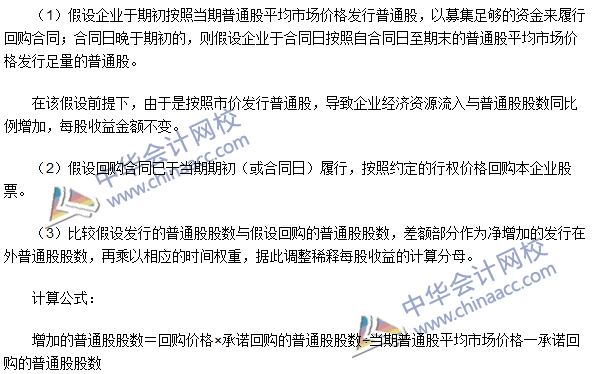 （1）假设企业于期初按照当期普通股平均市场价格发行普通股，以募集足够的资金来履行
回购合同；合同日晚于期初的，则假设企业于合同日按照自合同日至期末的普通股平均市场价
格发行足量的普通股。
在该假设前提下，由于是按照市价发行普通股，导致企业经济资源流入与普通股股数同比
例增加，每股收益金额不变。
（2）假设回购合同已于当期期初（或合同日）履行，按照约定的行权价格回购本企业股
票。
（3）比较假设发行的普通股股数与假设回购的普通股股数，差额部分作为净增加的发行在
外普通股股数，再乘以相应的时间权重，据此调整稀释每股收益的计算分母。
计算公式：
增加的普通股股数＝回购价格×承诺回购的普通股股数÷当期普通股平均市场价格－承诺回
购的普通股股数
中华会计网校
www.chinaacc.com
中华会计网校
www.chinaacc.com